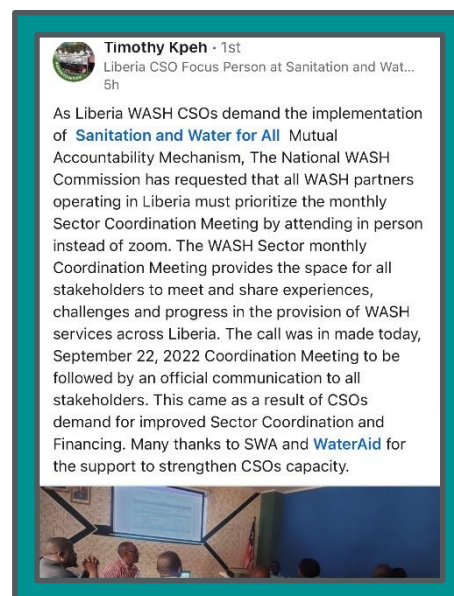 Timothy Kpeh · 1st
Liberia CSO Focus Person at Sanitation and Wat...
5h
As Liberia WASH CSOs demand the implementation
of Sanitation and Water for All Mutual
Accountability Mechanism, The National WASH
Commission has requested that all WASH partners
operating in Liberia must prioritize the monthly
Sector Coordination Meeting by attending in person
instead of zoom. The WASH Sector monthly
Coordination Meeting provides the space for all
stakeholders to meet and share experiences,
challenges and progress in the provision of WASH
services across Liberia. The call was in made today,
September 22, 2022 Coordination Meeting to be
followed by an official communication to all
stakeholders. This came as a result of CSOs
demand for improved Sector Coordination and
Financing. Many thanks to SWA and WaterAid for
the support to strengthen CSOs capacity.